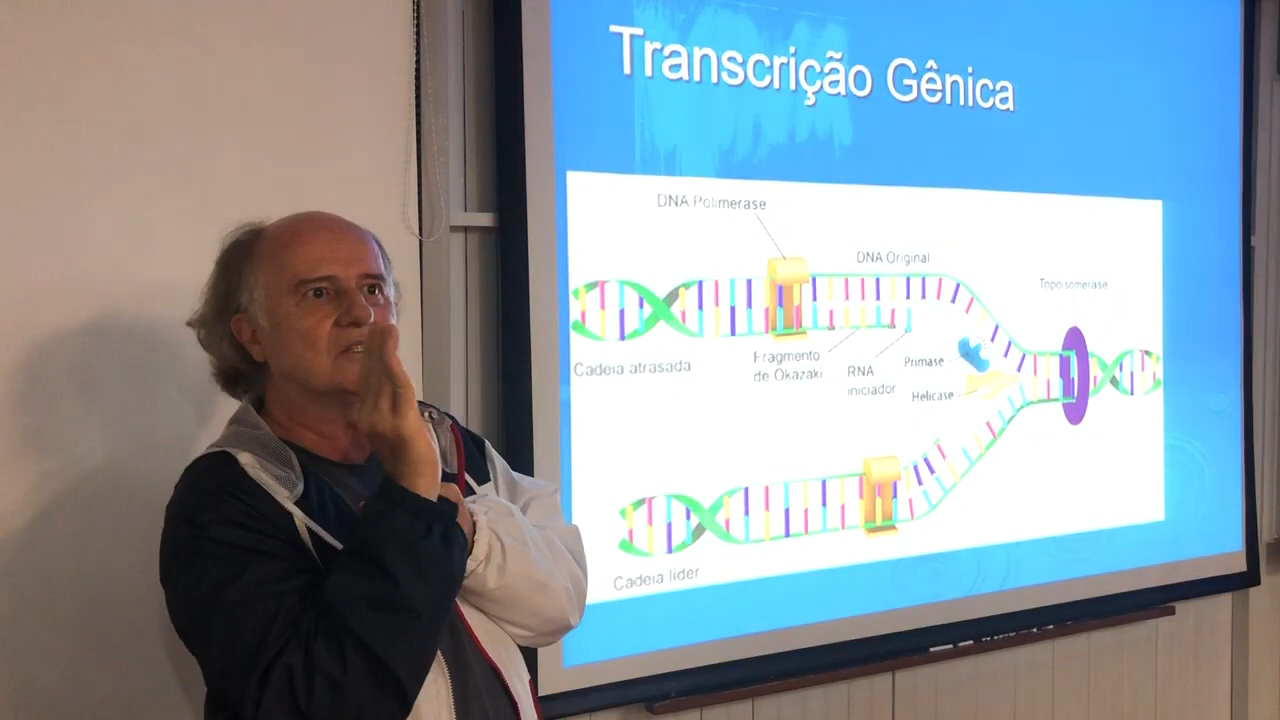 Transcrição Gênica
DNA Polimerase
DNA Original
Topoisomerase
Cadeia atrasada
Fragmento
de Okazaki
RNA
iniciador
Primase
Helicase
Cadeia líder